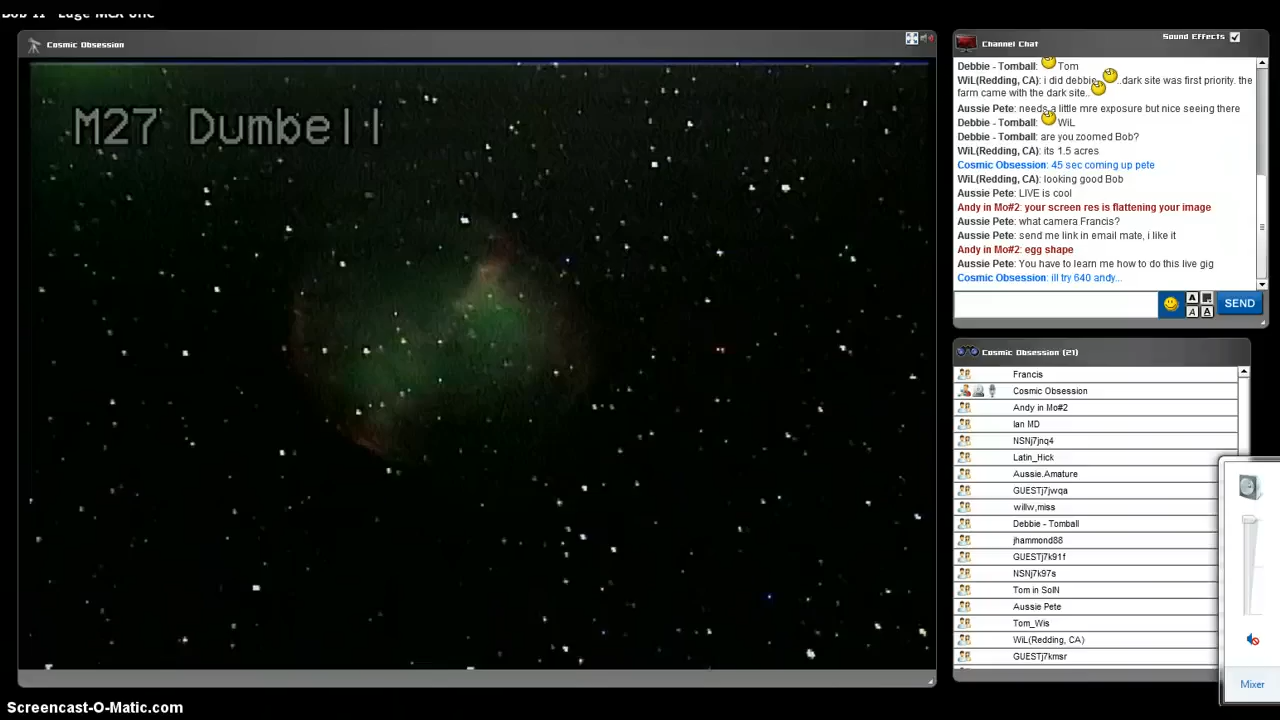 Cosmic Obsession
M27 Dumbell
Channel Chat
Sound Effects
Debbie - Tomball: Tom
WiL(Redding, CA): i did debbie .dark site was first priority. the
farm came with the dark site..
Aussie Pete: needs a little mre exposure but nice seeing there
Debbie - Tomball: WiL
Debbie - Tomball: are you zoomed Bob?
WiL(Redding, CA): its 1.5 acres
Cosmic Obsession: 45 sec coming up pete
WiL(Redding, CA): looking good Bob
Aussie Pete: LIVE is cool
Andy in Mo#2: your screen res is flattening your image
Aussie Pete: what camera Francis?
Aussie Pete: send me link in email mate, i like it
Andy in Mo#2: egg shape
Aussie Pete: You have to learn me how to do this live gig
Cosmic Obsession: ill try 640 andy...
A
A A
SEND
Cosmic Obsession (21)
Francis
Cosmic Obsession
Andy in Mo#2
Ian MD
NSNj7jnq4
Latin_Hick
Aussie.Amature
GUESTj7jwqa
willw,miss
Debbie - Tomball
jhammond88
GUESTj7k91f
NSNj7k97s
Tom in SoIN
Aussie Pete
Tom_Wis
WiL(Redding, CA)
GUESTj7kmsr
Mixer
Screencast-O-Matic.com